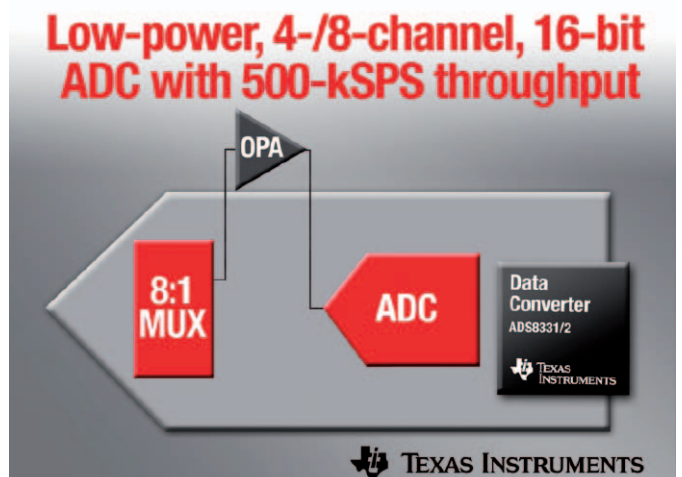 Low-power, 4-/8-channel, 16-bit
ADC with 500-kSPS throughput
OPA
8:1
MUX
ADC
Data
Converter
ADS8331/2
TEXAS
INSTRUMENTS
TEXAS INSTRUMENTS